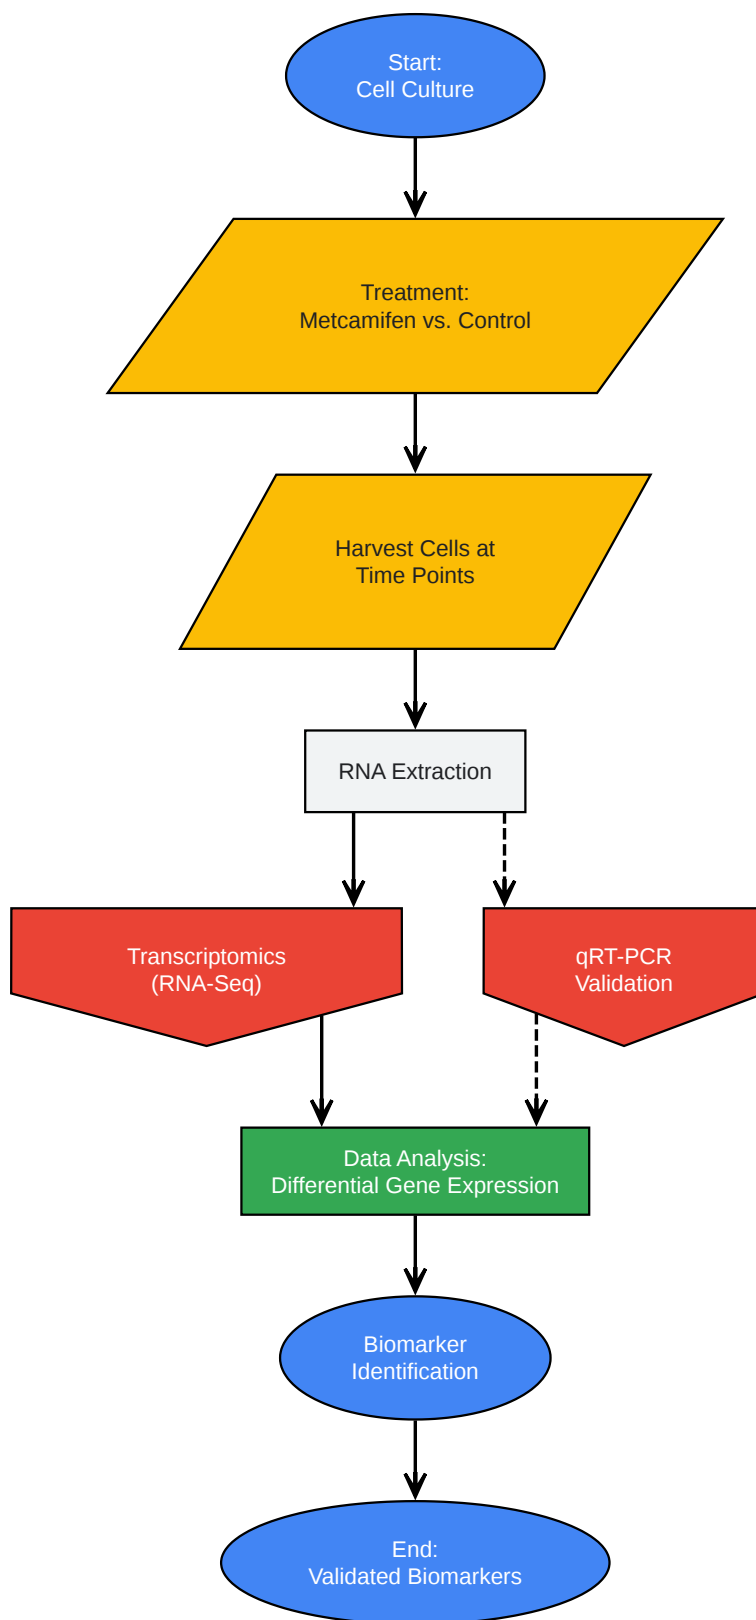 Start:
Cell Culture
Treatment:
Metcamifen vs. Control
Harvest Cells at
Time Points
RNA Extraction
Transcriptomics
(RNA-Seq)
qRT-PCR
Validation
Data Analysis:
Differential Gene Expression
Biomarker
Identification
End:
Validated Biomarkers